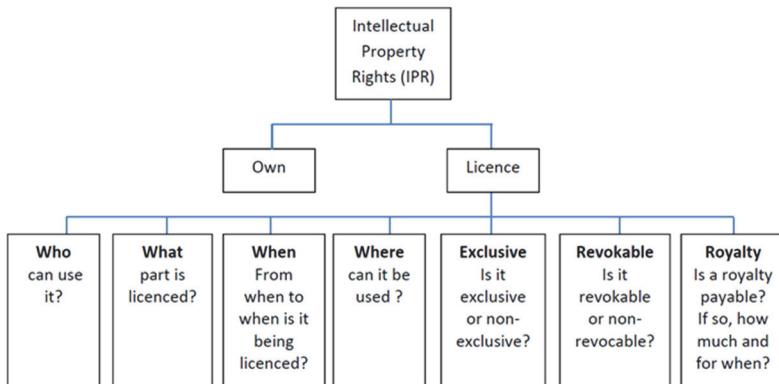 Intellectual
Property
Rights (IPR)
Own
Licence
Who
can use
it?
What
part is
licenced?
When
From
when to
when is it
being
licenced?
Where
can it be
used ?
Exclusive
Is it
exclusive
or non-
exclusive?
Revokable
Is it
revokable
or non-
revocable?
Royalty
Is a royalty
payable?
If so, how
much and
for when?